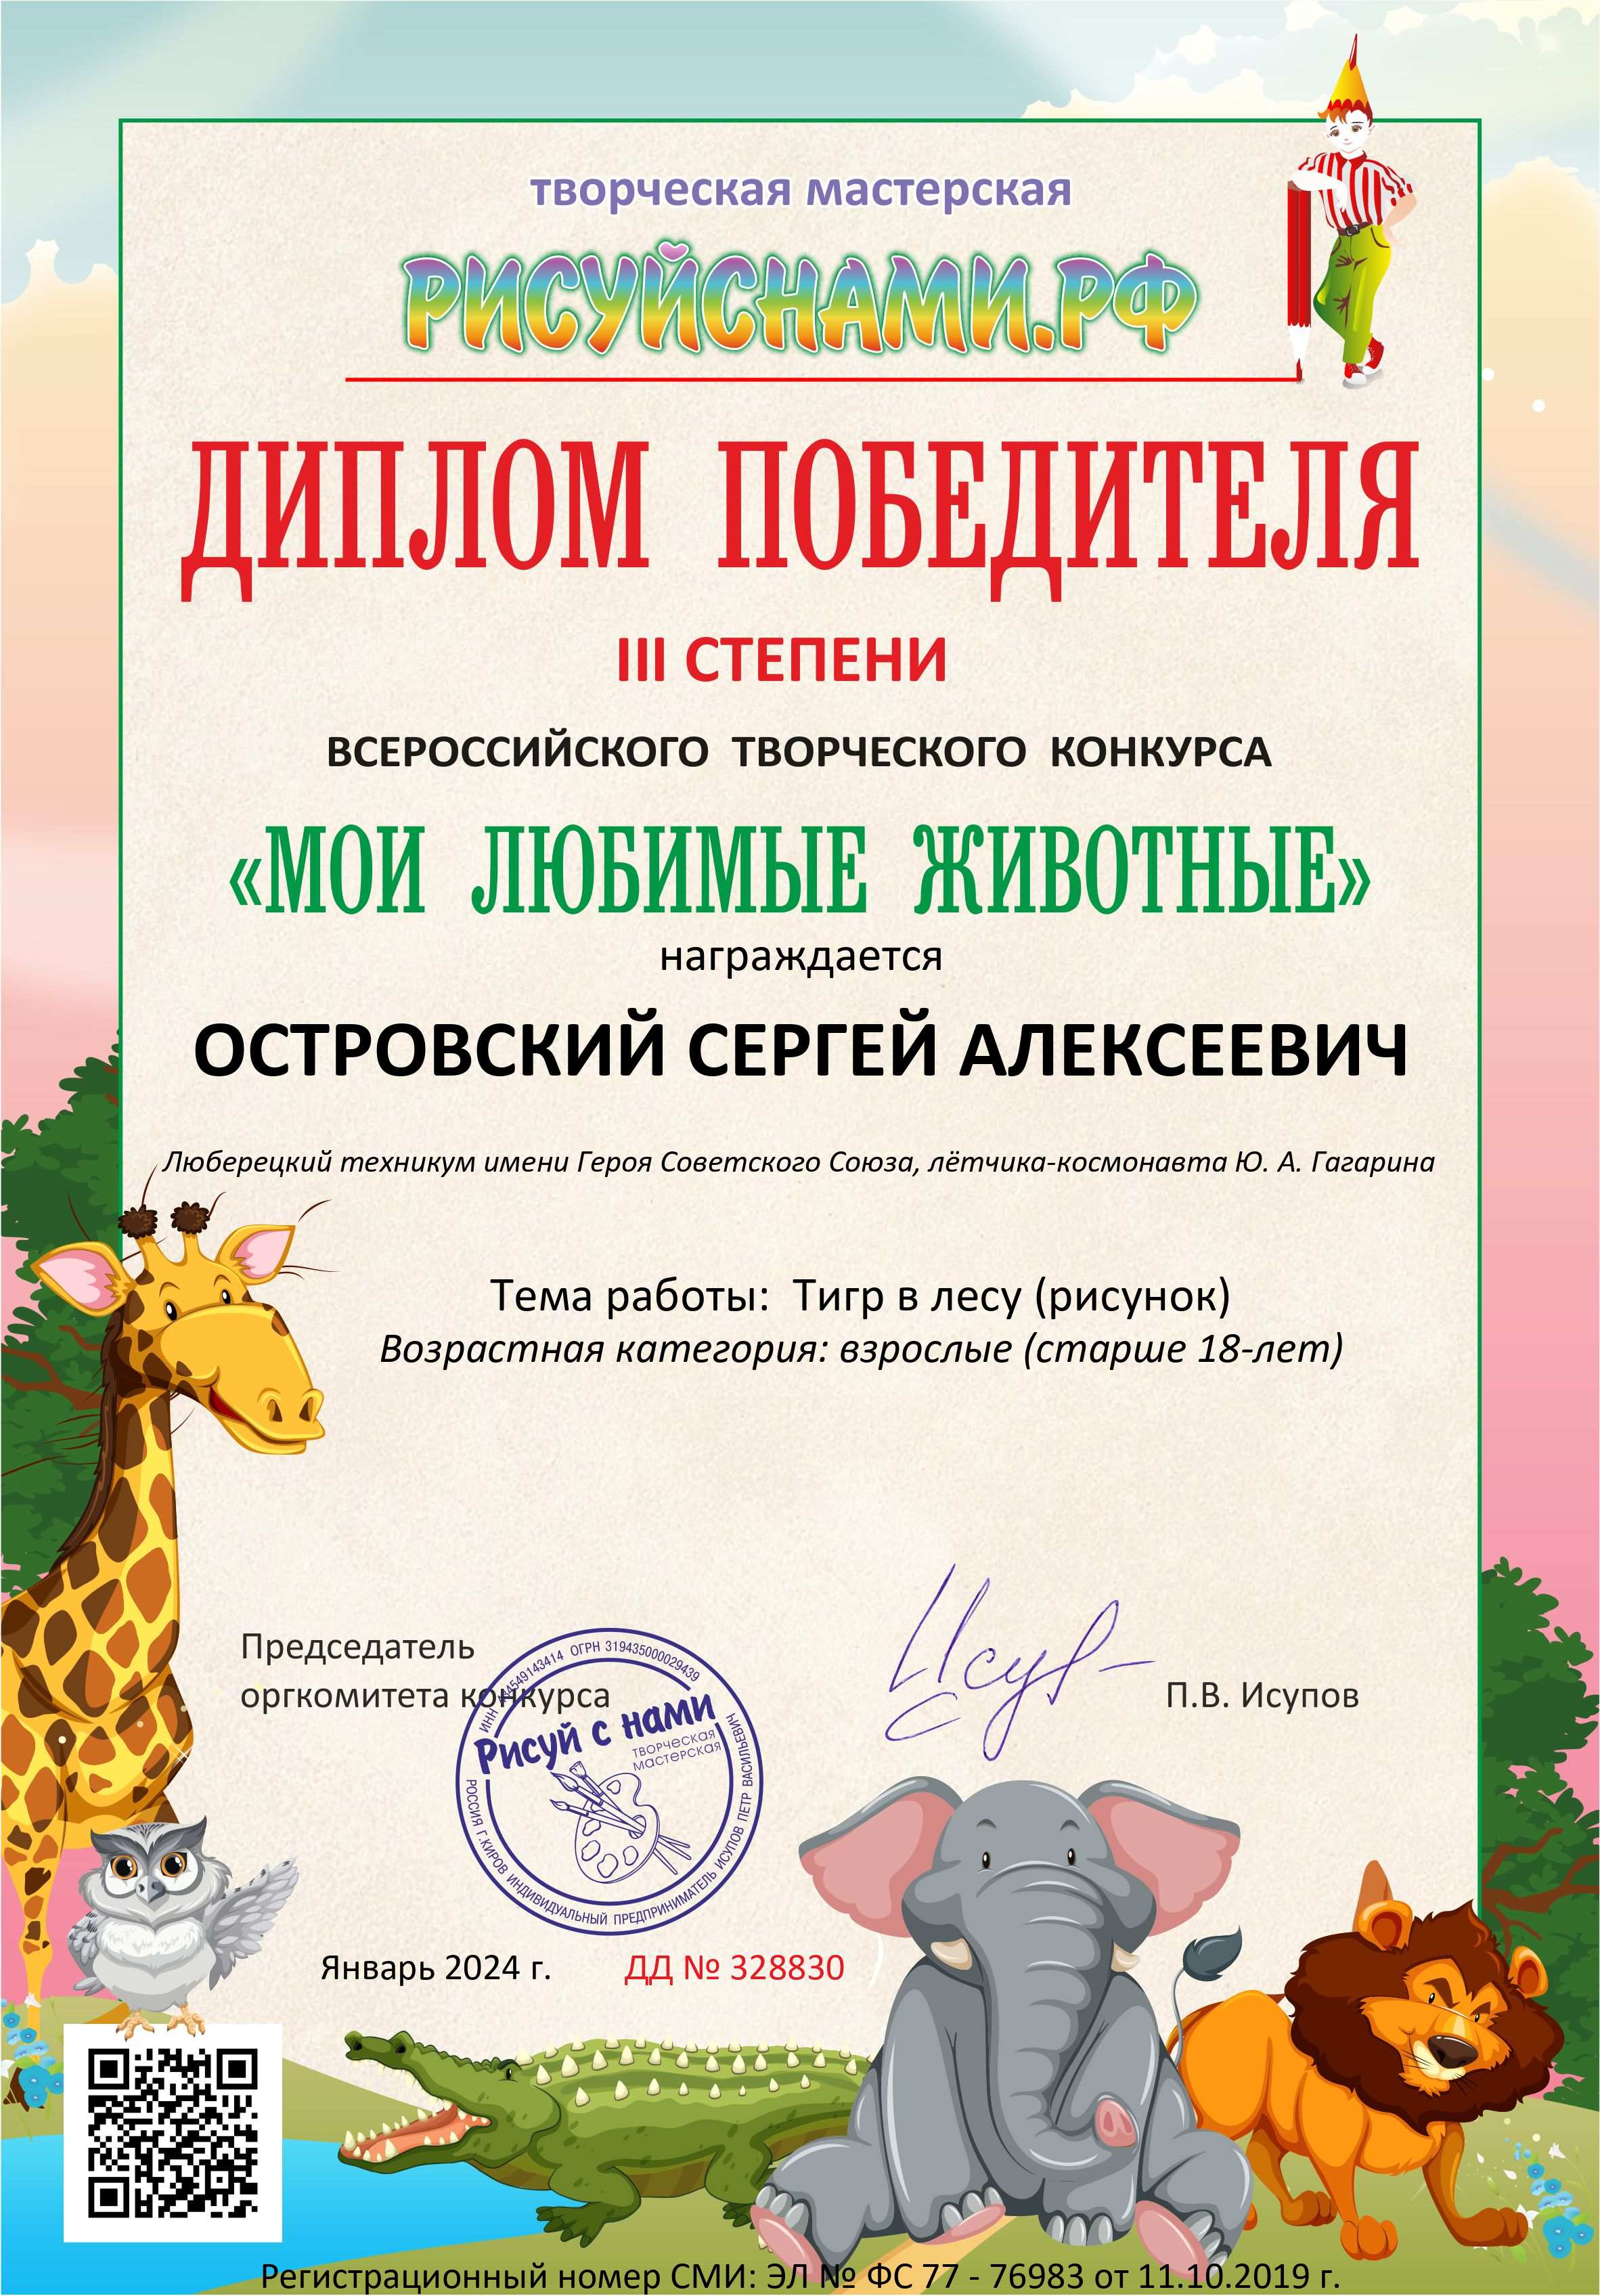 творческая мастерская
РИСУЙСНАМИ.РФ
ДИПЛОМ ПОБЕДИТЕЛЯ
III СТЕПЕНИ
ВСЕРОССИЙСКОГО ТВОРЧЕСКОГО КОНКУРСА
«МОИ ЛЮБИМЫЕ ЖИВОТНЫЕ»
награждается
ОСТРОВСКИЙ СЕРГЕЙ АЛЕКСЕЕВИЧ
Люберецкий техникум имени Героя Советского Союза, лётчика-космонавта Ю. А. Гагарина
Тема работы: Тигр в лесу (рисунок)
Возрастная категория: взрослые (старше 18-лет)
Председатель
оргкомитета конкурса
П.В. Исупов
ИНН ОГРН 319435000029439
Рисуй с нами
творческая
мастерская
РОССИЯ г.КИРОВ ИНДИВИДУАЛЬНЫЙ ПРЕДПРИНИМАТЕЛЬ ИСУПОВ ПЕТР ВАСИЛЬЕВИЧ
Январь 2024 г. ДД № 328830
Регистрационный номер СМИ: ЭЛ № ФС 77 - 76983 от 11.10.2019 г.